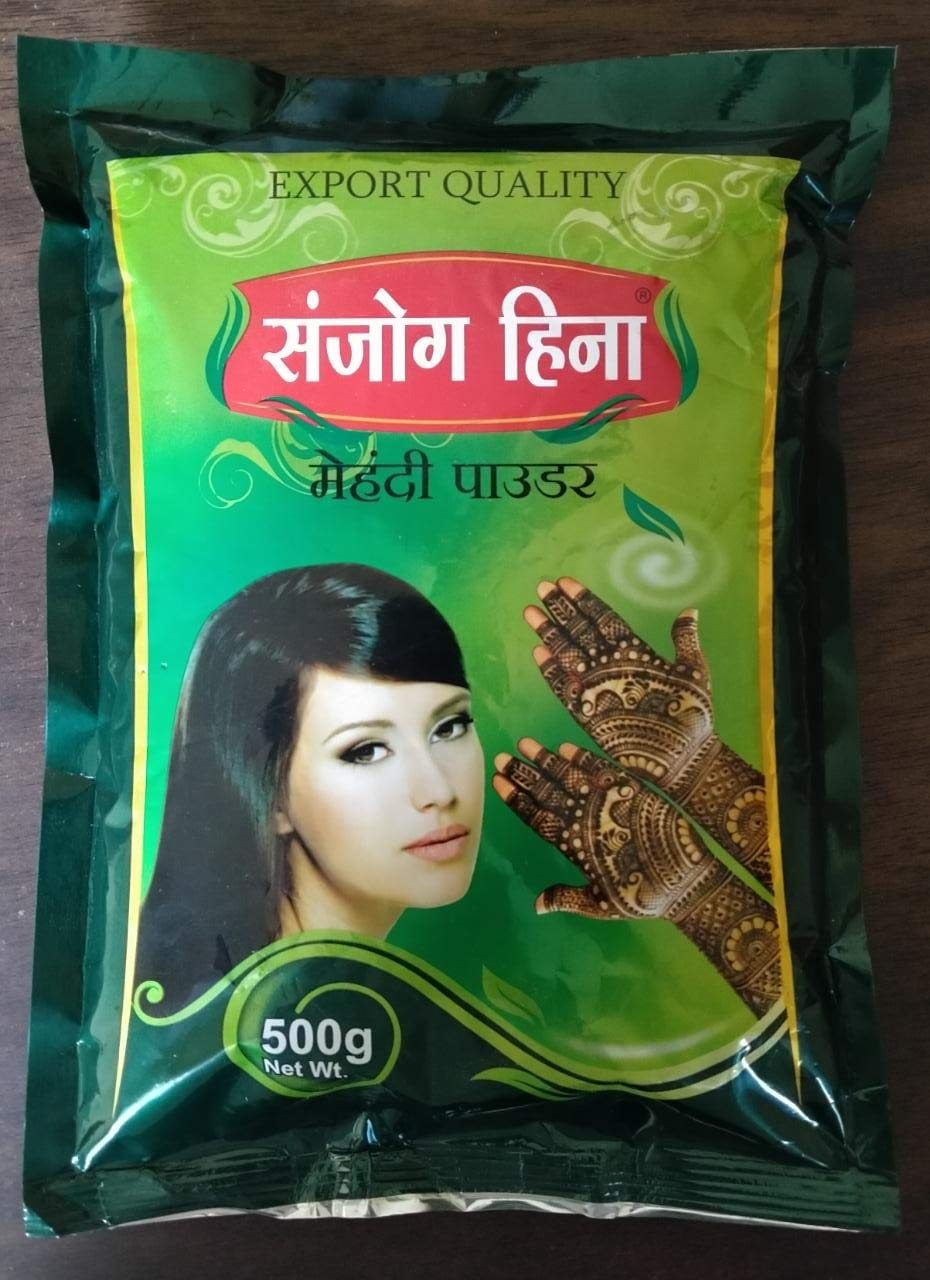 EXPORT QUALITY
संजोग हिना ®
मेहंदी पाउडर
500g
Net Wt.